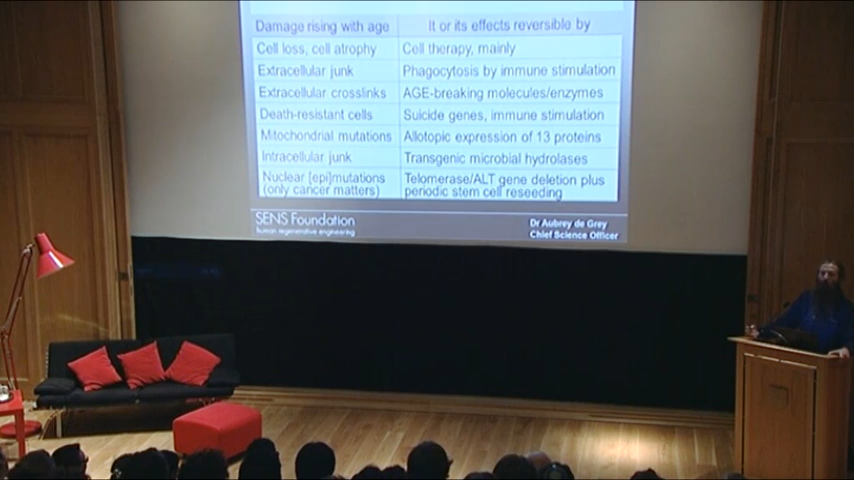 Damage rising with age
It or its effects reversible by
Cell loss, cell atrophy
Cell therapy, mainly
Extracellular junk
Phagocytosis by immune stimulation
Extracellular crosslinks
AGE-breaking molecules/enzymes
Death-resistant cells
Suicide genes, immune stimulation
Mitochondrial mutations
Allotopic expression of 13 proteins
Intracellular junk
Transgenic microbial hydrolases
Nuclear [epi]mutations
(only cancer matters)
Telomerase/ALT gene deletion plus
periodic stem cell reseeding
SENS Foundation
human regenerative engineering
Dr Aubrey de Grey
Chief Science Officer